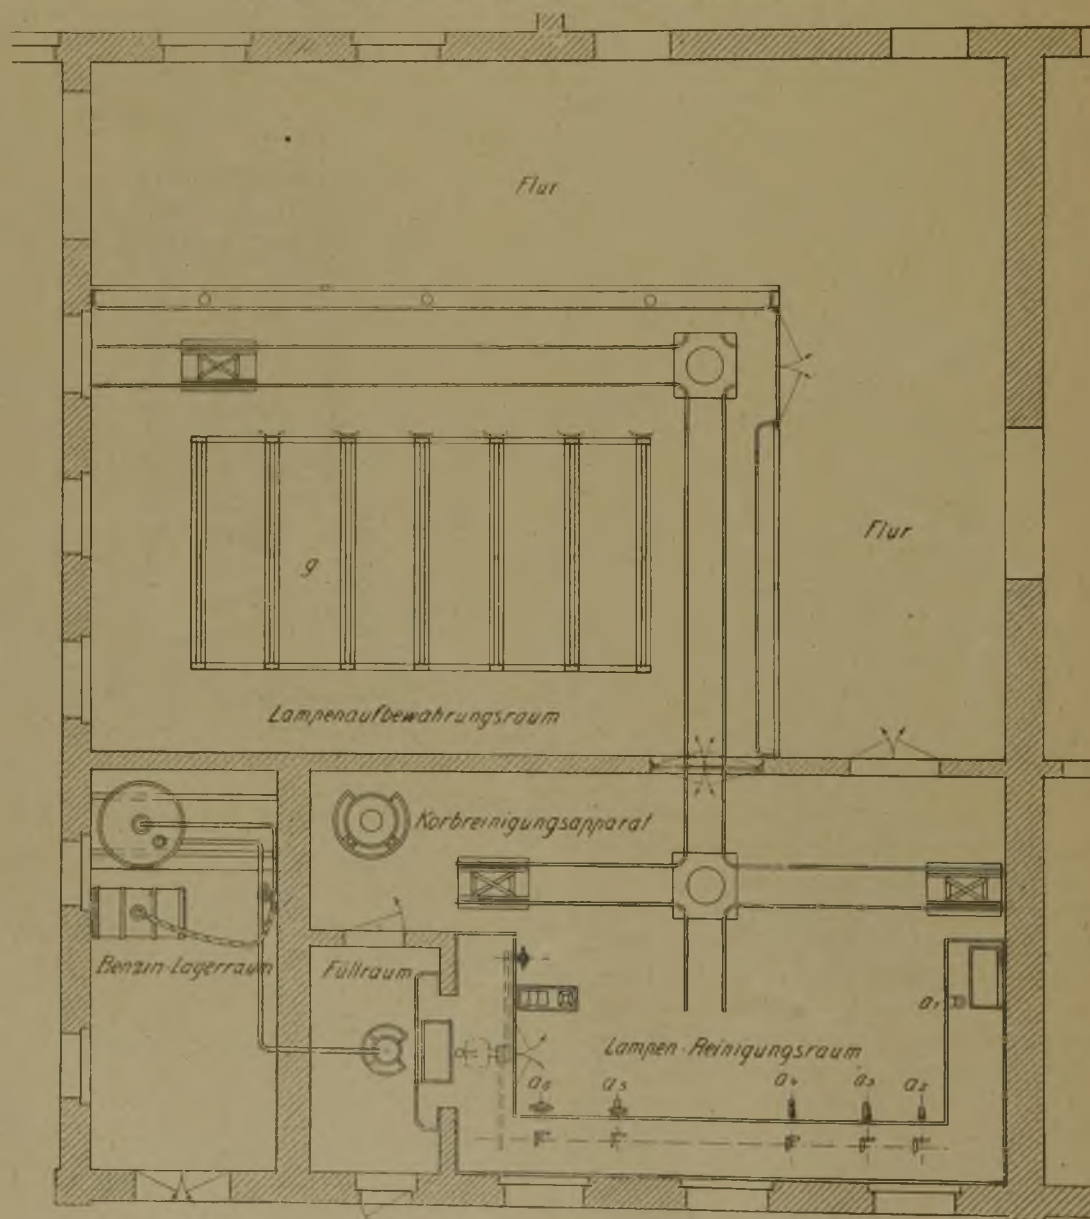 Flur
Flur
g
Lampenaufbewahrungsraum
Korbreinigungsapparat
Benzin-Lagerraum
Füllraum
a1
Lampen-Reinigungsraum
a6 a5 a4 a3 a2